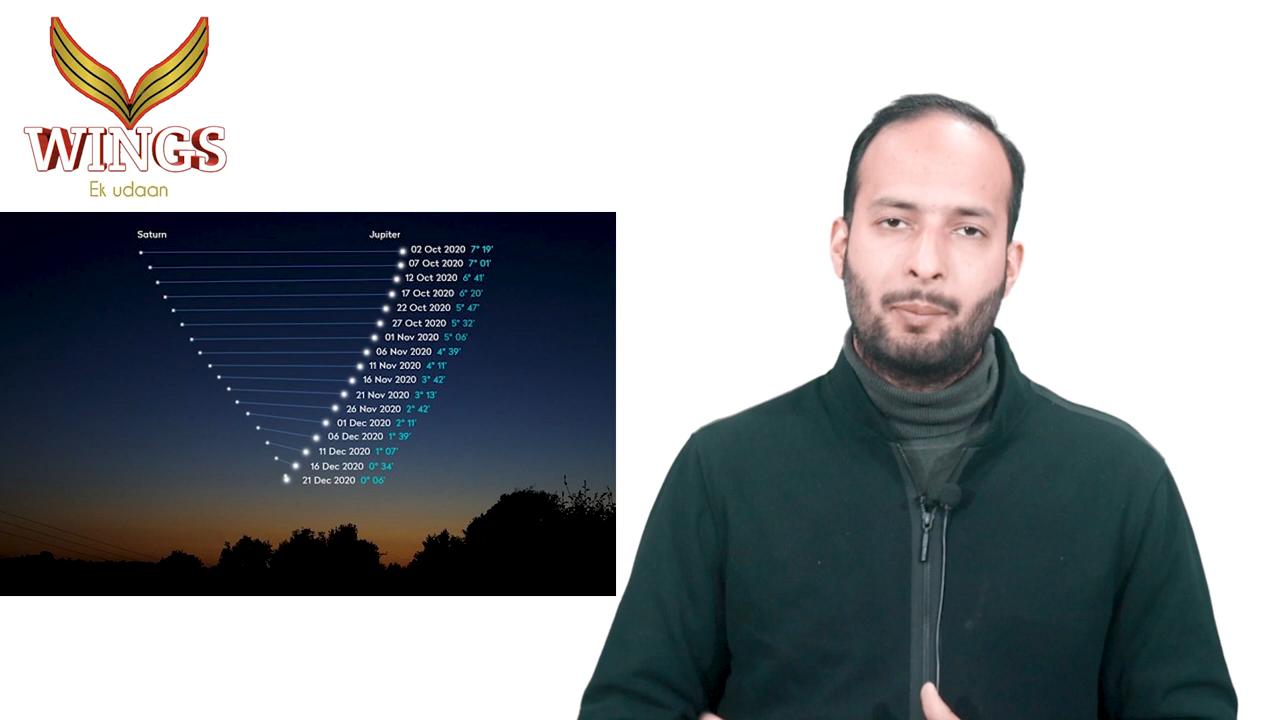 WINGS
Ek udaan
Saturn Jupiter
02 Oct 2020 7° 19'
07 Oct 2020 7° 01'
12 Oct 2020 6° 41'
17 Oct 2020 6° 20'
22 Oct 2020 5° 47'
27 Oct 2020 5° 32'
01 Nov 2020 5° 06'
06 Nov 2020 4° 39'
11 Nov 2020 4° 11'
16 Nov 2020 3° 42'
21 Nov 2020 3° 13'
26 Nov 2020 2° 42'
01 Dec 2020 2° 11'
06 Dec 2020 1° 39'
11 Dec 2020 1° 07'
16 Dec 2020 0° 34'
21 Dec 2020 0° 06'